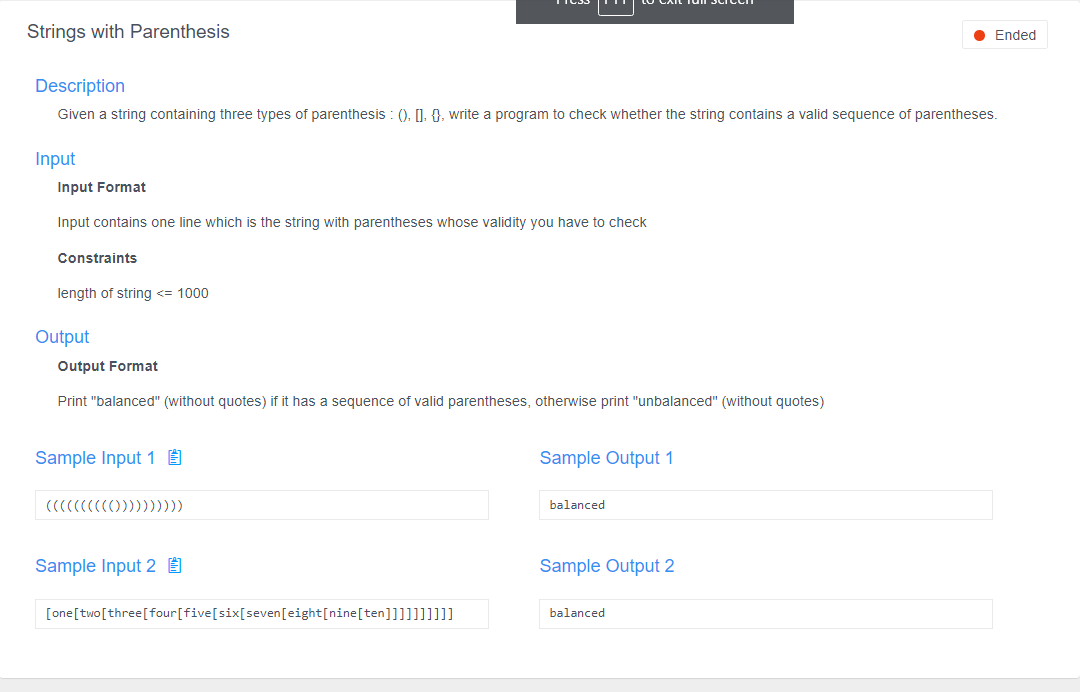 Press F11 to exit full screen
Strings with Parenthesis
Ended
Description
Given a string containing three types of parenthesis : (), [], {}, write a program to check whether the string contains a valid sequence of parentheses.
Input
Input Format
Input contains one line which is the string with parentheses whose validity you have to check
Constraints
length of string <= 1000
Output
Output Format
Print "balanced" (without quotes) if it has a sequence of valid parentheses, otherwise print "unbalanced" (without quotes)
Sample Input 1
Sample Output 1
(((((((((())))))))))
balanced
Sample Input 2
Sample Output 2
[one[two[three[four[five[six[seven[eight[nine[ten]]]]]]]]]]
balanced